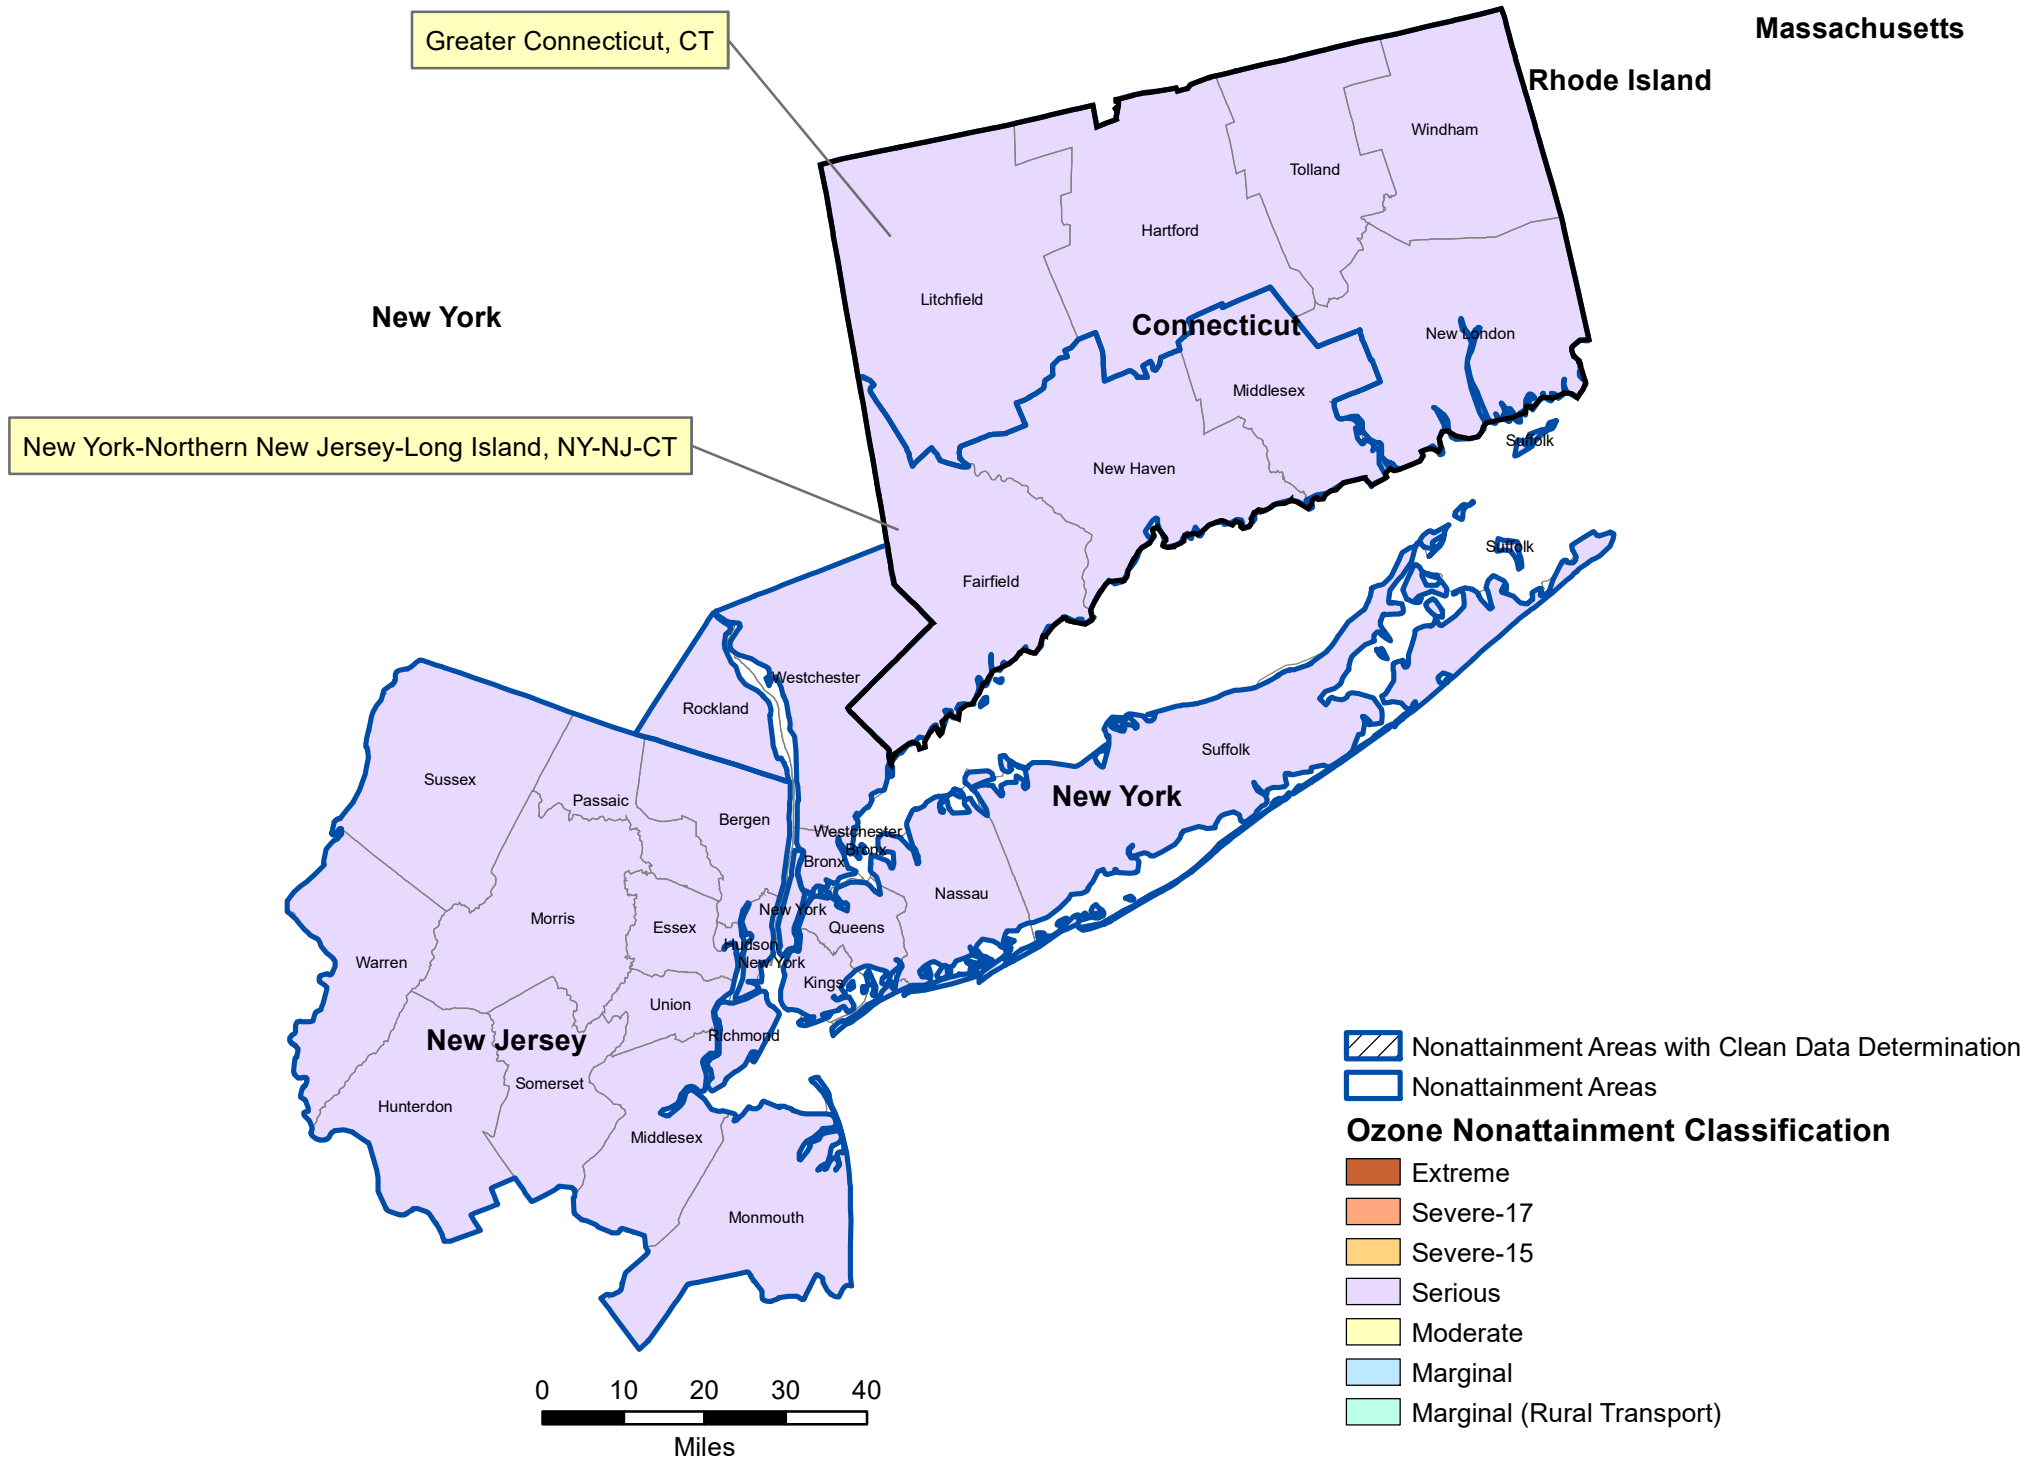 Greater Connecticut, CT
Massachusetts
Rhode Island
Windham
Tolland
Hartford
Litchfield
New York
Connecticut
New London
Middlesex
New York-Northern New Jersey-Long Island, NY-NJ-CT
Suffolk
New Haven
Suffolk
Fairfield
Westchester
Rockland
Suffolk
Sussex
New York
Passaic
Bergen
Westchester
Bronx
Bronx
Nassau
New York
Morris
Essex
Queens
Hudson
New York
Warren
Kings
Union
Richmond
New Jersey
Somerset
Hunterdon
Middlesex
Monmouth
Nonattainment Areas with Clean Data Determination
Nonattainment Areas
Ozone Nonattainment Classification
Extreme
Severe-17
Severe-15
Serious
Moderate
Marginal
Marginal (Rural Transport)
0 10 20 30 40
Miles